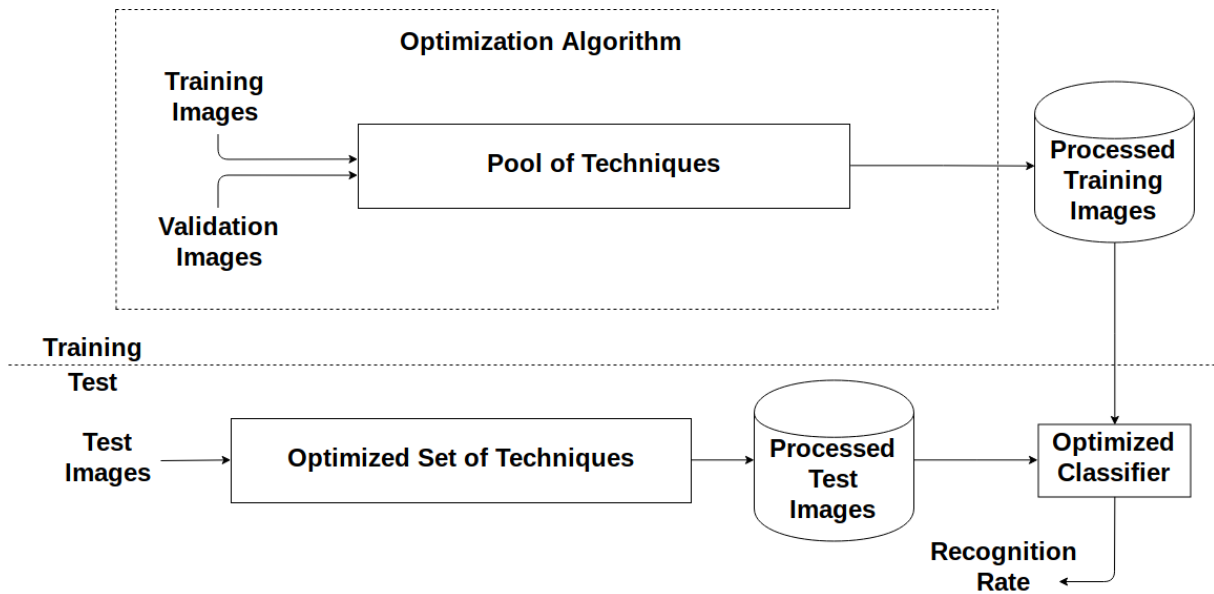 Optimization Algorithm
Training
Images
Pool of Techniques
Validation
Images
Processed
Training
Images
Training
Test
Test
Images
Optimized Set of Techniques
Processed
Test
Images
Optimized
Classifier
Recognition
Rate